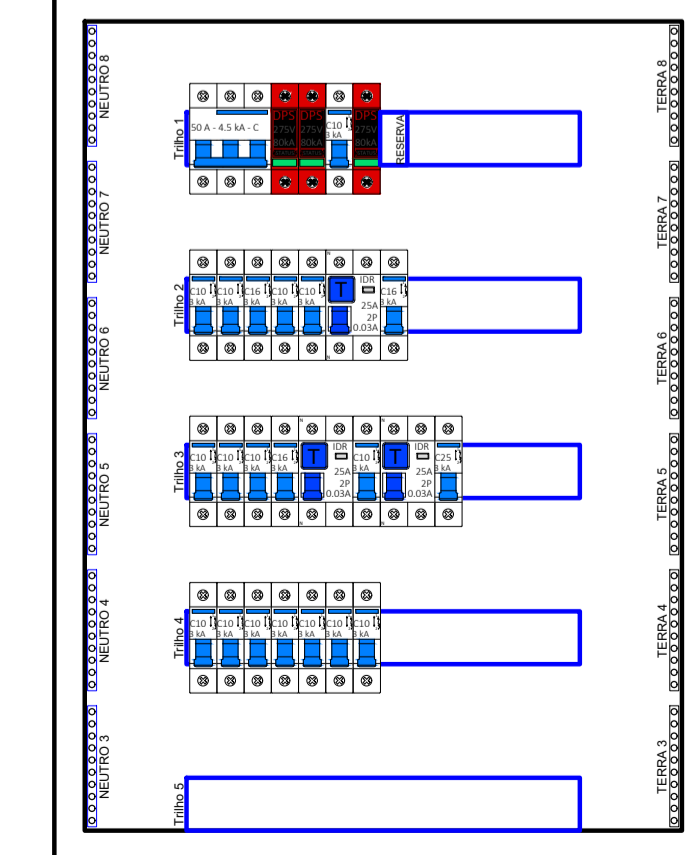 NEUTRO 8
NEUTRO 7
NEUTRO 6
NEUTRO 5
NEUTRO 4
NEUTRO 3
TERRA 8
TERRA 7
TERRA 6
TERRA 5
TERRA 4
TERRA 3
Trilho 1
50 A - 4.5 kA - C
DPS
275V
80kA
DPS
275V
80kA
C10
3 kA
DPS
275V
80kA
RESERVA
Trilho 2
C10
3 kA
C10
3 kA
C16
3 kA
C10
3 kA
C10
3 kA
N
T
N
IDR
25A
2P
0.03A
C16
3 kA
Trilho 3
C10
3 kA
C10
3 kA
C10
3 kA
C16
3 kA
N
T
N
IDR
25A
2P
0.03A
C10
3 kA
N
T
N
IDR
25A
2P
0.03A
C25
3 kA
Trilho 4
C10
3 kA
C10
3 kA
C10
3 kA
C10
3 kA
C10
3 kA
C10
3 kA
C10
3 kA
Trilho 5